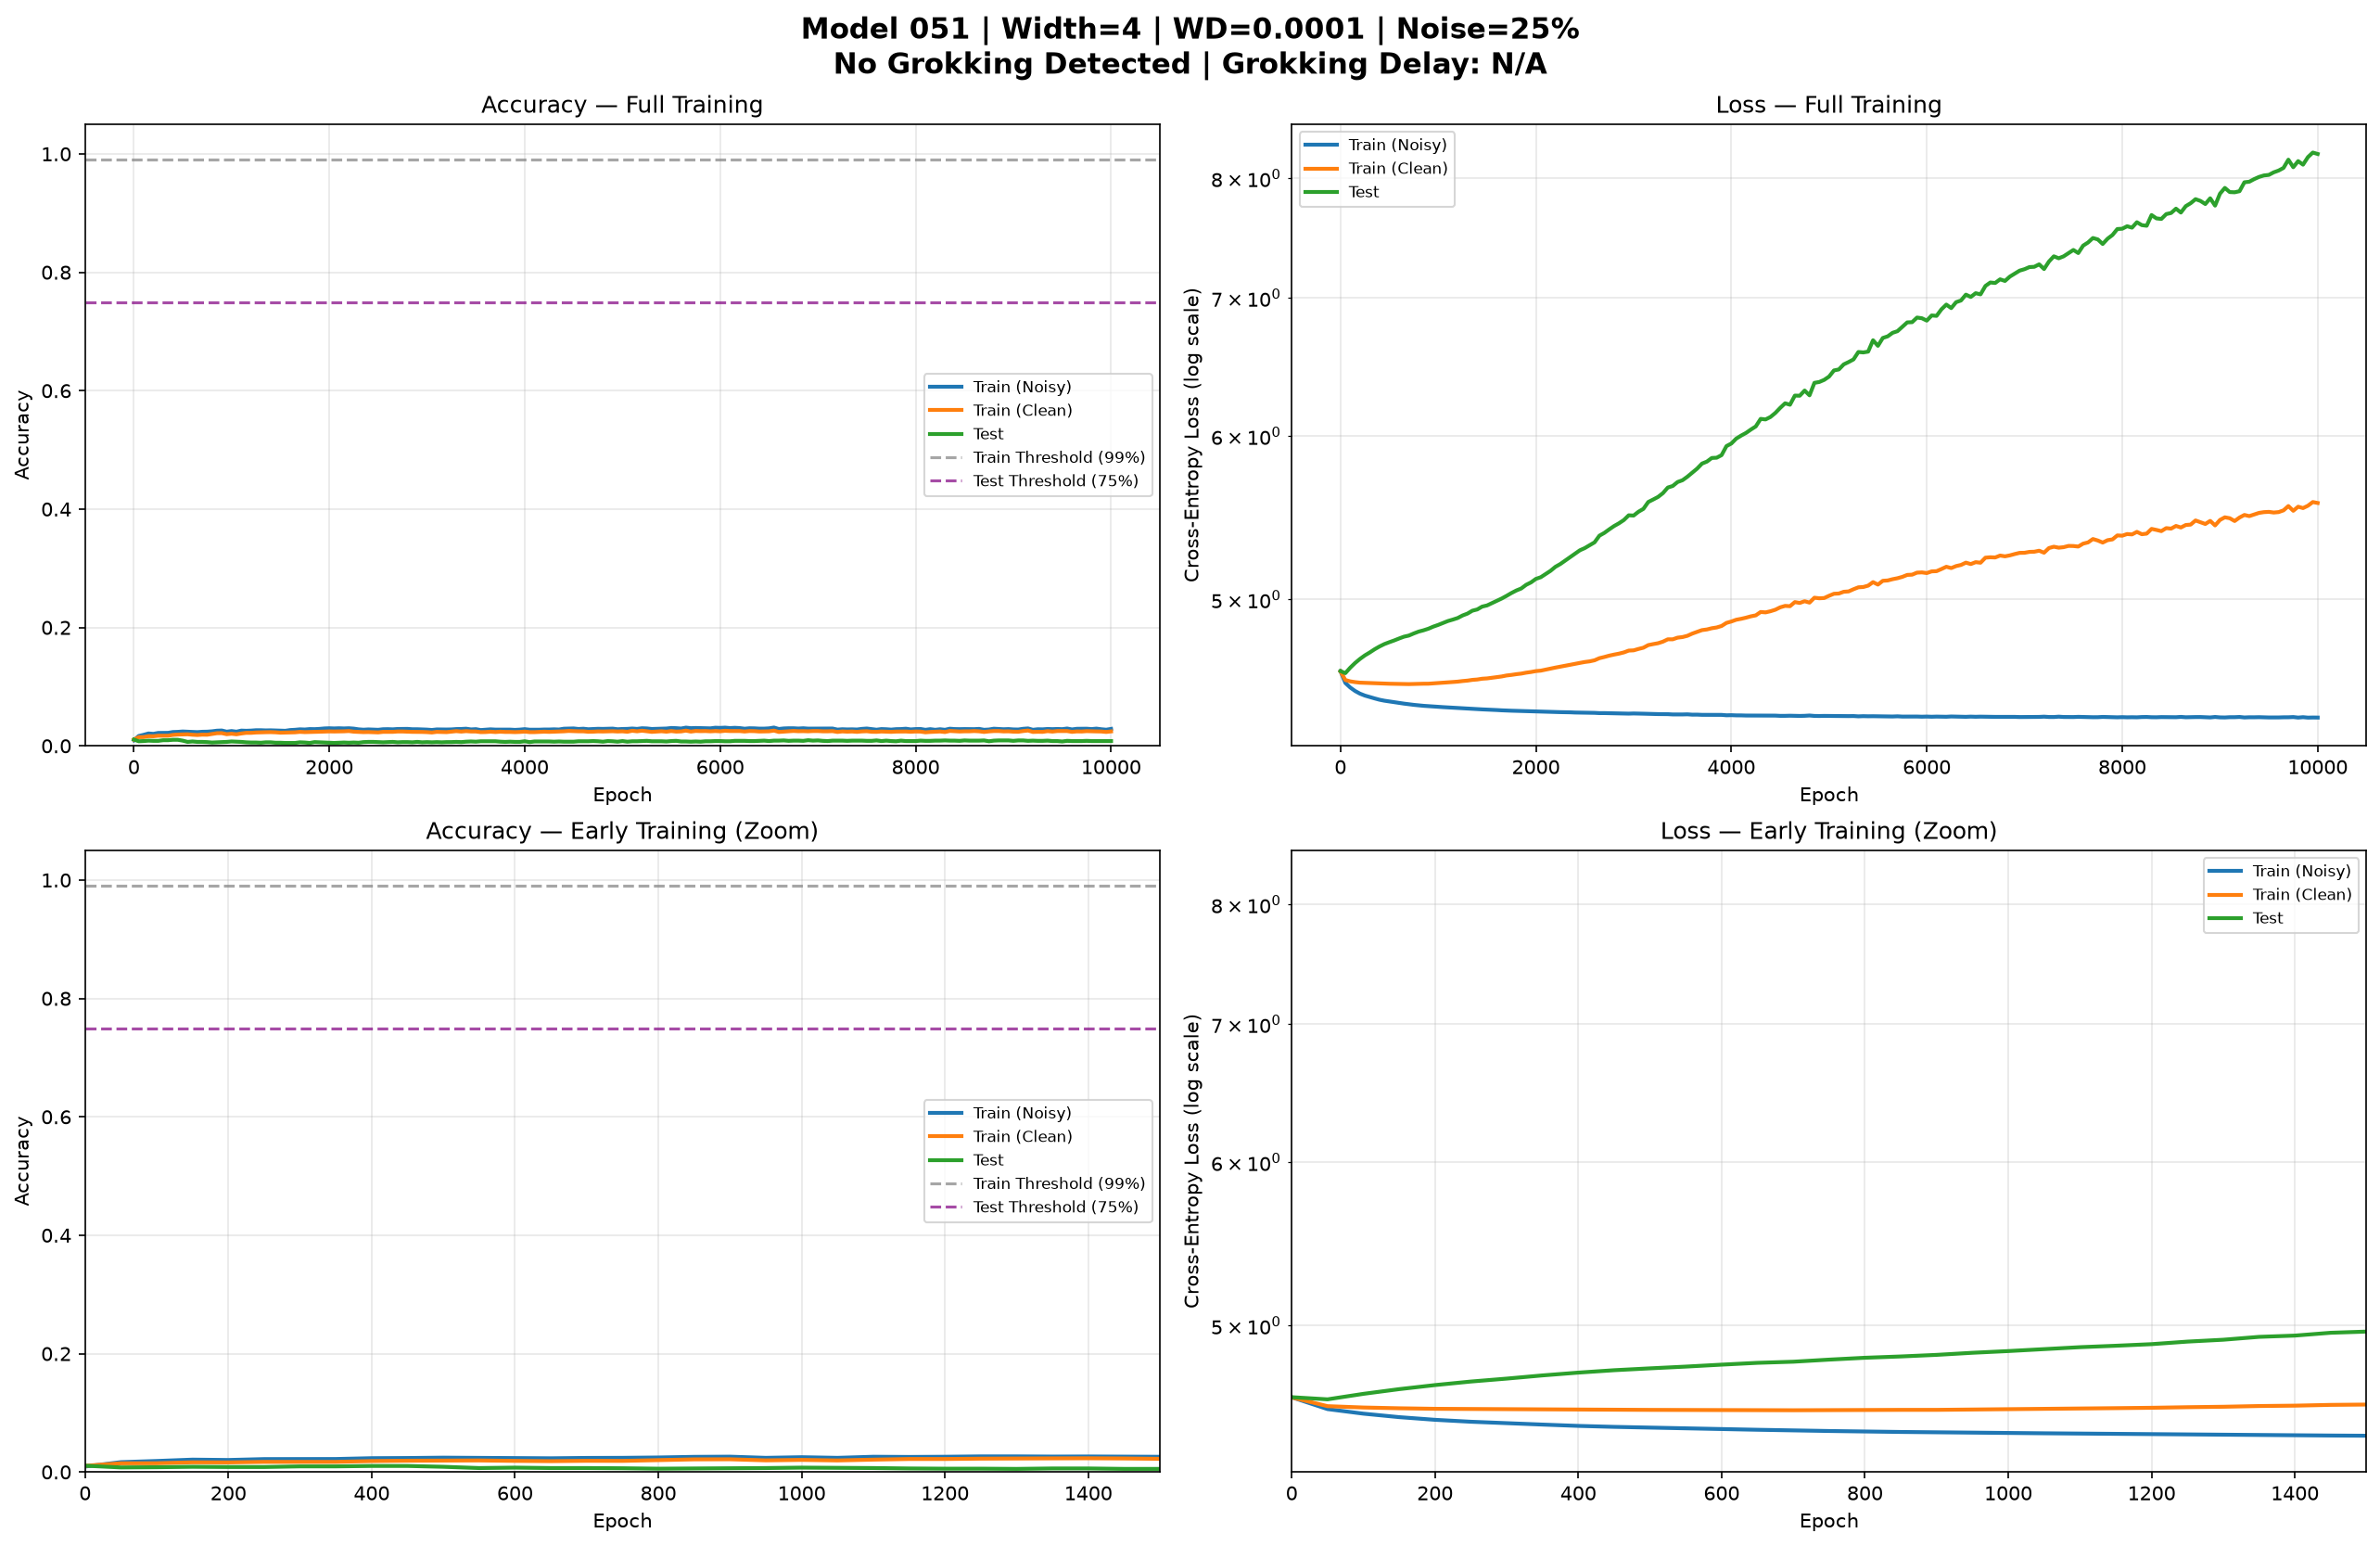 Model 051 | Width=4 | WD=0.0001 | Noise=25%
No Grokking Detected | Grokking Delay: N/A
Accuracy — Full Training
Accuracy
1.0
0.8
0.6
0.4
0.2
0.0
0 2000 4000 6000 8000 10000
Epoch
Train (Noisy)
Train (Clean)
Test
Train Threshold (99%)
Test Threshold (75%)
Loss — Full Training
Cross-Entropy Loss (log scale)
8 × 10⁰
7 × 10⁰
6 × 10⁰
5 × 10⁰
0 2000 4000 6000 8000 10000
Epoch
Train (Noisy)
Train (Clean)
Test
Accuracy — Early Training (Zoom)
Accuracy
1.0
0.8
0.6
0.4
0.2
0.0
0 200 400 600 800 1000 1200 1400
Epoch
Train (Noisy)
Train (Clean)
Test
Train Threshold (99%)
Test Threshold (75%)
Loss — Early Training (Zoom)
Cross-Entropy Loss (log scale)
8 × 10⁰
7 × 10⁰
6 × 10⁰
5 × 10⁰
0 200 400 600 800 1000 1200 1400
Epoch
Train (Noisy)
Train (Clean)
Test